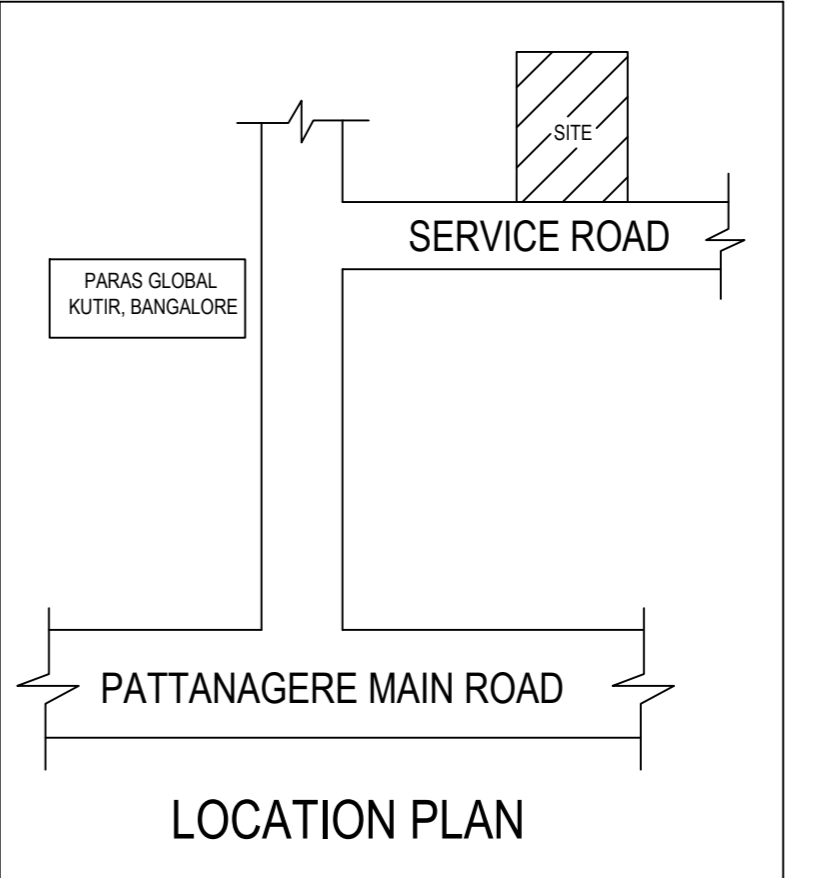 SITE
SERVICE ROAD
PARAS GLOBAL
KUTIR, BANGALORE
PATTANAGERE MAIN ROAD
LOCATION PLAN